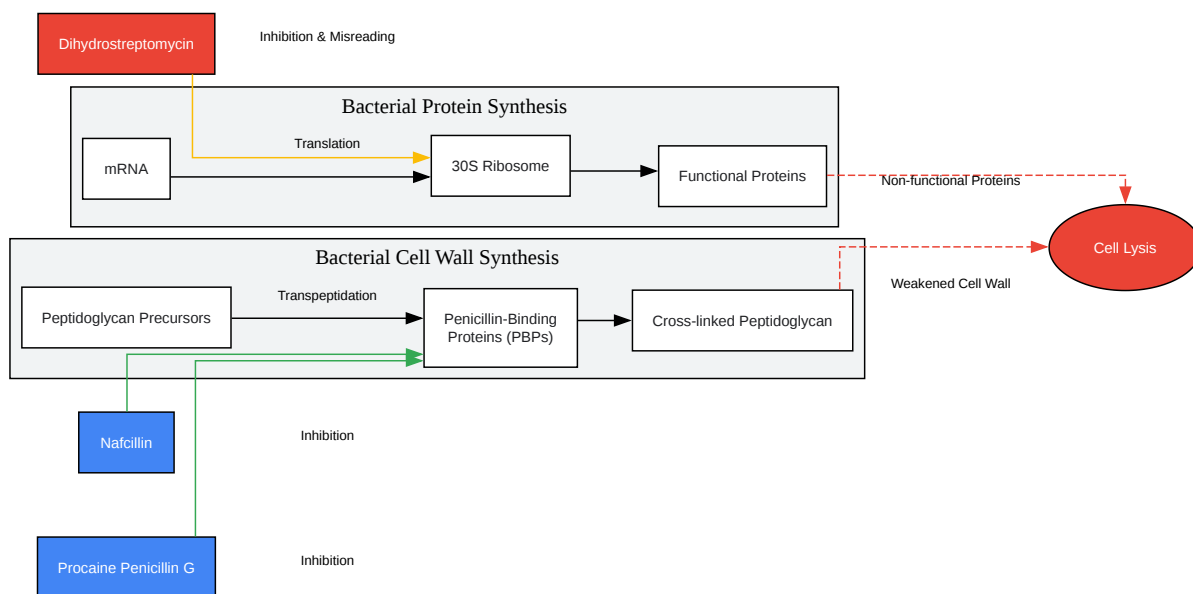 Dihydrostreptomycin
Inhibition & Misreading
Bacterial Protein Synthesis
mRNA
Translation
30S Ribosome
Functional Proteins
Non-functional Proteins
Bacterial Cell Wall Synthesis
Peptidoglycan Precursors
Transpeptidation
Penicillin-Binding
Proteins (PBPs)
Cross-linked Peptidoglycan
Weakened Cell Wall
Cell Lysis
Nafcillin
Inhibition
Procaine Penicillin G
Inhibition